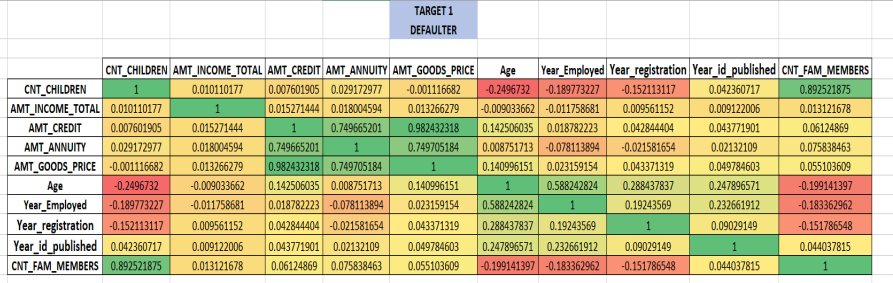 TARGET 1
DEFAULTER
CNT_CHILDREN AMT_INCOME_TOTAL AMT_CREDIT AMT_ANNUITY AMT_GOODS_PRICE Age Year_Employed Year_registration Year_id_published CNT_FAM_MEMBERS
CNT_CHILDREN 1 0.010110177 0.007601905 0.029172977 -0.001116682 -0.2496732 -0.189773227 -0.152113117 0.042360717 0.892521875
AMT_INCOME_TOTAL 0.010110177 1 0.015271444 0.018004594 0.013266279 -0.009033662 -0.011758681 0.009561152 0.009122006 0.013121678
AMT_CREDIT 0.007601905 0.015271444 1 0.749665201 0.982432318 0.142506035 0.018782223 0.042844404 0.043771901 0.06124869
AMT_ANNUITY 0.029172977 0.018004594 0.749665201 1 0.749705184 0.008751713 -0.078113894 -0.021581654 0.02132109 0.075838463
AMT_GOODS_PRICE -0.001116682 0.013266279 0.982432318 0.749705184 1 0.140996151 0.023159154 0.043371319 0.049784603 0.055103609
Age -0.2496732 -0.009033662 0.142506035 0.008751713 0.140996151 1 0.588242824 0.288437837 0.247896571 -0.199141397
Year_Employed -0.189773227 -0.011758681 0.018782223 -0.078113894 0.023159154 0.588242824 1 0.19243569 0.232661912 -0.183362962
Year_registration -0.152113117 0.009561152 0.042844404 -0.021581654 0.043371319 0.288437837 0.19243569 1 0.09029149 -0.151786548
Year_id_published 0.042360717 0.009122006 0.043771901 0.02132109 0.049784603 0.247896571 0.232661912 0.09029149 1 0.044037815
CNT_FAM_MEMBERS 0.892521875 0.013121678 0.06124869 0.075838463 0.055103609 -0.199141397 -0.183362962 -0.151786548 0.044037815 1